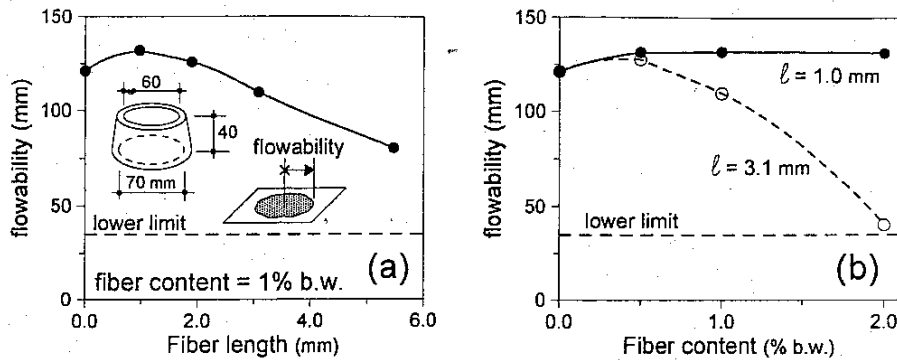 150
100
50
0
flowability (mm)
60
40
70 mm
flowability
lower limit
fiber content = 1% b.w.
(a)
0.0 2.0 4.0 6.0
Fiber length (mm)
150
100
50
0
flowability (mm)
ℓ = 1.0 mm
ℓ = 3.1 mm
lower limit
(b)
0.0 1.0 2.0
Fiber content (% b.w.)